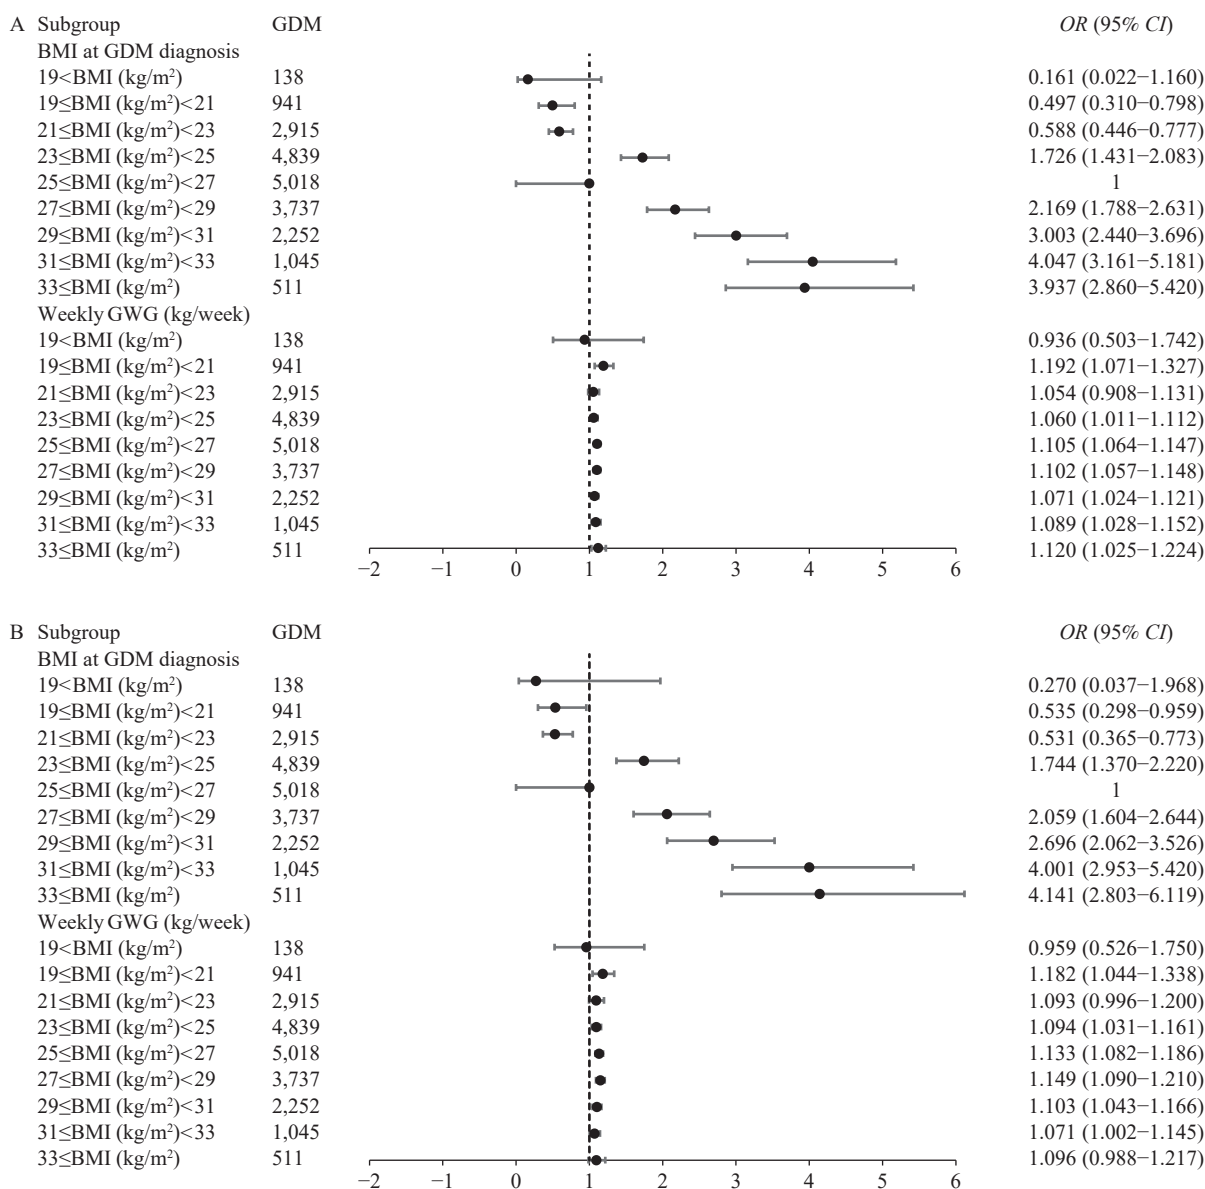 A Subgroup GDM OR (95% CI)
BMI at GDM diagnosis
19<BMI (kg/m²) 138 0.161 (0.022−1.160)
19≤BMI (kg/m²)<21 941 0.497 (0.310−0.798)
21≤BMI (kg/m²)<23 2,915 0.588 (0.446−0.777)
23≤BMI (kg/m²)<25 4,839 1.726 (1.431−2.083)
25≤BMI (kg/m²)<27 5,018 1
27≤BMI (kg/m²)<29 3,737 2.169 (1.788−2.631)
29≤BMI (kg/m²)<31 2,252 3.003 (2.440−3.696)
31≤BMI (kg/m²)<33 1,045 4.047 (3.161−5.181)
33≤BMI (kg/m²) 511 3.937 (2.860−5.420)
Weekly GWG (kg/week)
19<BMI (kg/m²) 138 0.936 (0.503−1.742)
19≤BMI (kg/m²)<21 941 1.192 (1.071−1.327)
21≤BMI (kg/m²)<23 2,915 1.054 (0.908−1.131)
23≤BMI (kg/m²)<25 4,839 1.060 (1.011−1.112)
25≤BMI (kg/m²)<27 5,018 1.105 (1.064−1.147)
27≤BMI (kg/m²)<29 3,737 1.102 (1.057−1.148)
29≤BMI (kg/m²)<31 2,252 1.071 (1.024−1.121)
31≤BMI (kg/m²)<33 1,045 1.089 (1.028−1.152)
33≤BMI (kg/m²) 511 1.120 (1.025−1.224)
−2 −1 0 1 2 3 4 5 6
B Subgroup GDM OR (95% CI)
BMI at GDM diagnosis
19<BMI (kg/m²) 138 0.270 (0.037−1.968)
19≤BMI (kg/m²)<21 941 0.535 (0.298−0.959)
21≤BMI (kg/m²)<23 2,915 0.531 (0.365−0.773)
23≤BMI (kg/m²)<25 4,839 1.744 (1.370−2.220)
25≤BMI (kg/m²)<27 5,018 1
27≤BMI (kg/m²)<29 3,737 2.059 (1.604−2.644)
29≤BMI (kg/m²)<31 2,252 2.696 (2.062−3.526)
31≤BMI (kg/m²)<33 1,045 4.001 (2.953−5.420)
33≤BMI (kg/m²) 511 4.141 (2.803−6.119)
Weekly GWG (kg/week)
19<BMI (kg/m²) 138 0.959 (0.526−1.750)
19≤BMI (kg/m²)<21 941 1.182 (1.044−1.338)
21≤BMI (kg/m²)<23 2,915 1.093 (0.996−1.200)
23≤BMI (kg/m²)<25 4,839 1.094 (1.031−1.161)
25≤BMI (kg/m²)<27 5,018 1.133 (1.082−1.186)
27≤BMI (kg/m²)<29 3,737 1.149 (1.090−1.210)
29≤BMI (kg/m²)<31 2,252 1.103 (1.043−1.166)
31≤BMI (kg/m²)<33 1,045 1.071 (1.002−1.145)
33≤BMI (kg/m²) 511 1.096 (0.988−1.217)
−2 −1 0 1 2 3 4 5 6